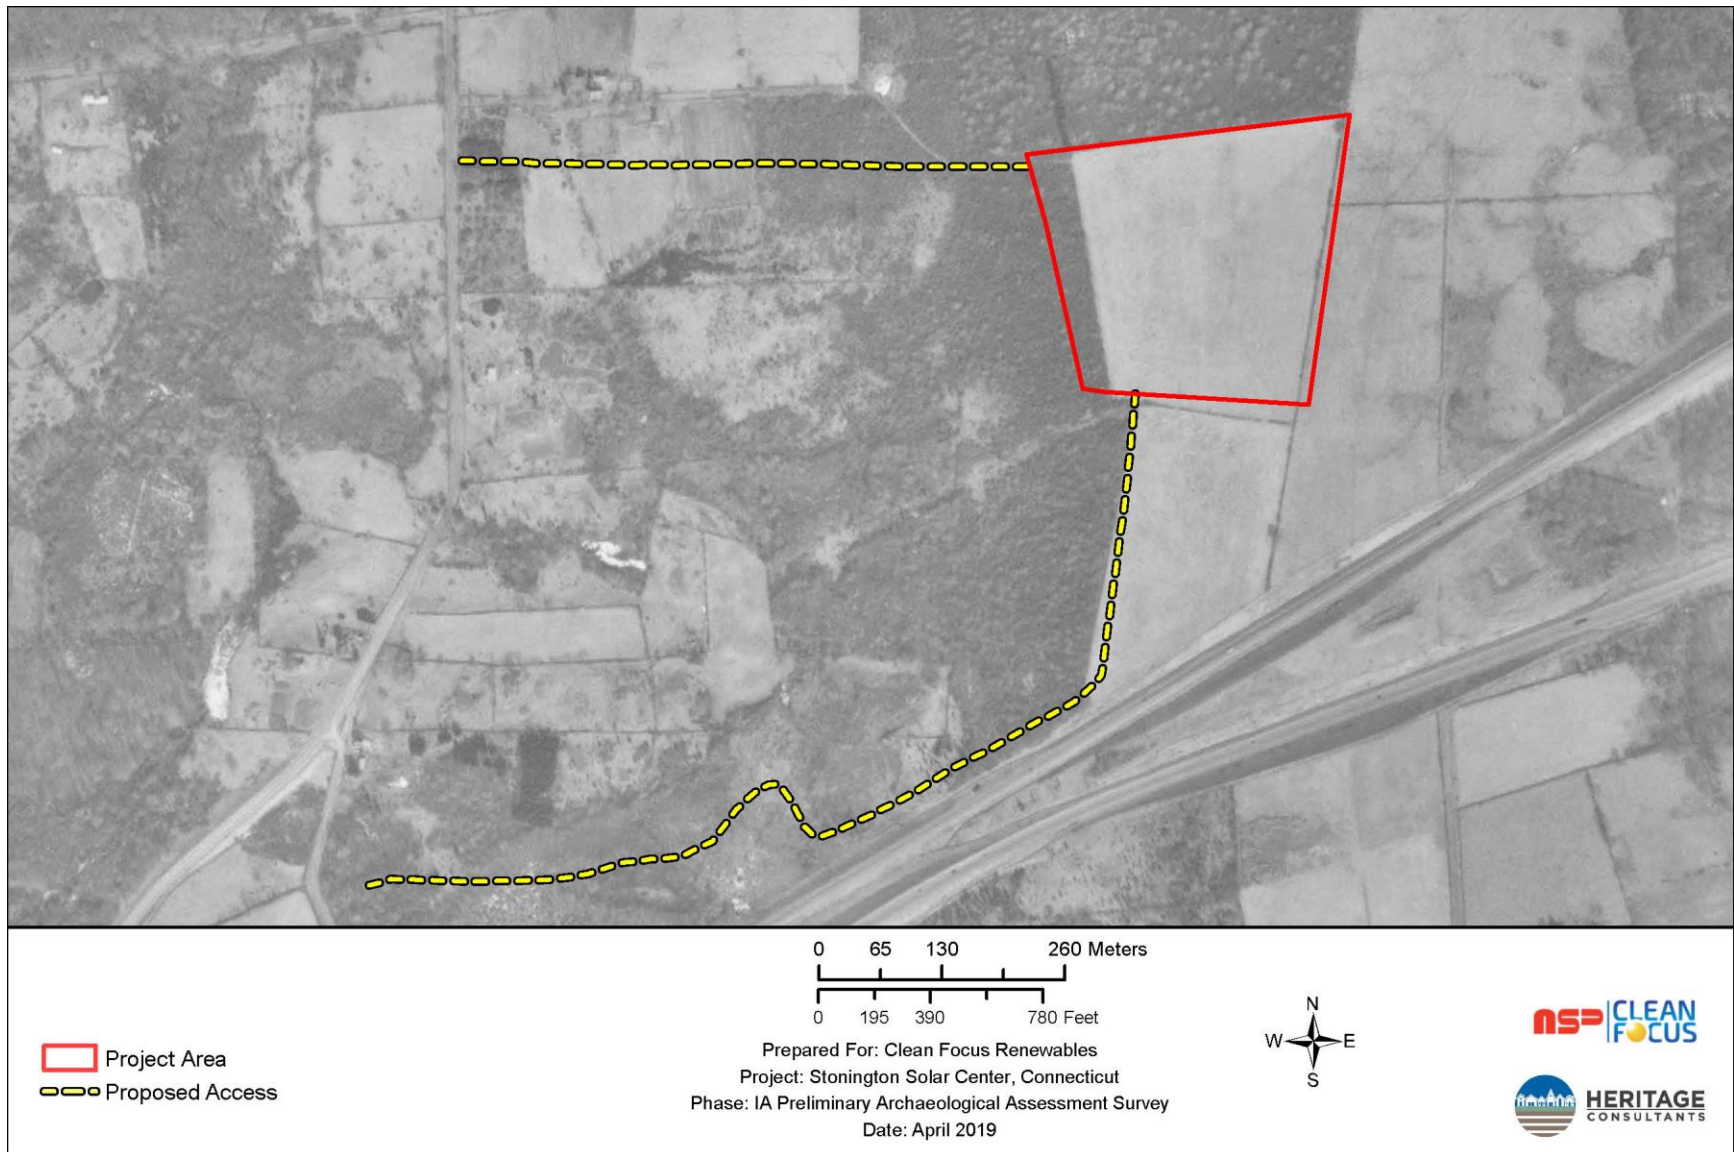 0 65 130 260 Meters
0 195 390 780 Feet
Prepared For: Clean Focus Renewables
Project: Stonington Solar Center, Connecticut
Phase: IA Preliminary Archaeological Assessment Survey
Date: April 2019
Project Area
Proposed Access
N
W E
S
NSP CLEAN
FOCUS
HERITAGE
CONSULTANTS